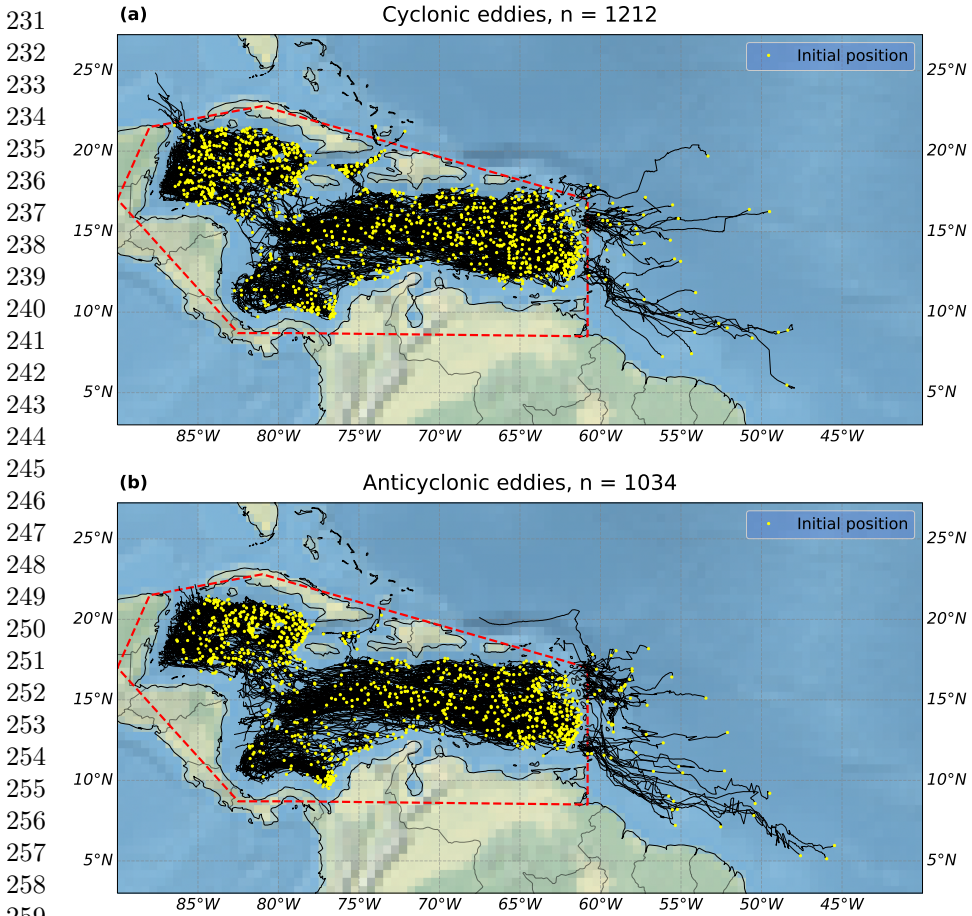 231
232
233
234
235
236
237
238
239
240
241
242
243
244
245
246
247
248
249
250
251
252
253
254
255
256
257
258
259
(a) Cyclonic eddies, n = 1212
Initial position
25°N 25°N
20°N 20°N
15°N 15°N
10°N 10°N
5°N 5°N
85°W 80°W 75°W 70°W 65°W 60°W 55°W 50°W 45°W
(b) Anticyclonic eddies, n = 1034
Initial position
25°N 25°N
20°N 20°N
15°N 15°N
10°N 10°N
5°N 5°N
85°W 80°W 75°W 70°W 65°W 60°W 55°W 50°W 45°W